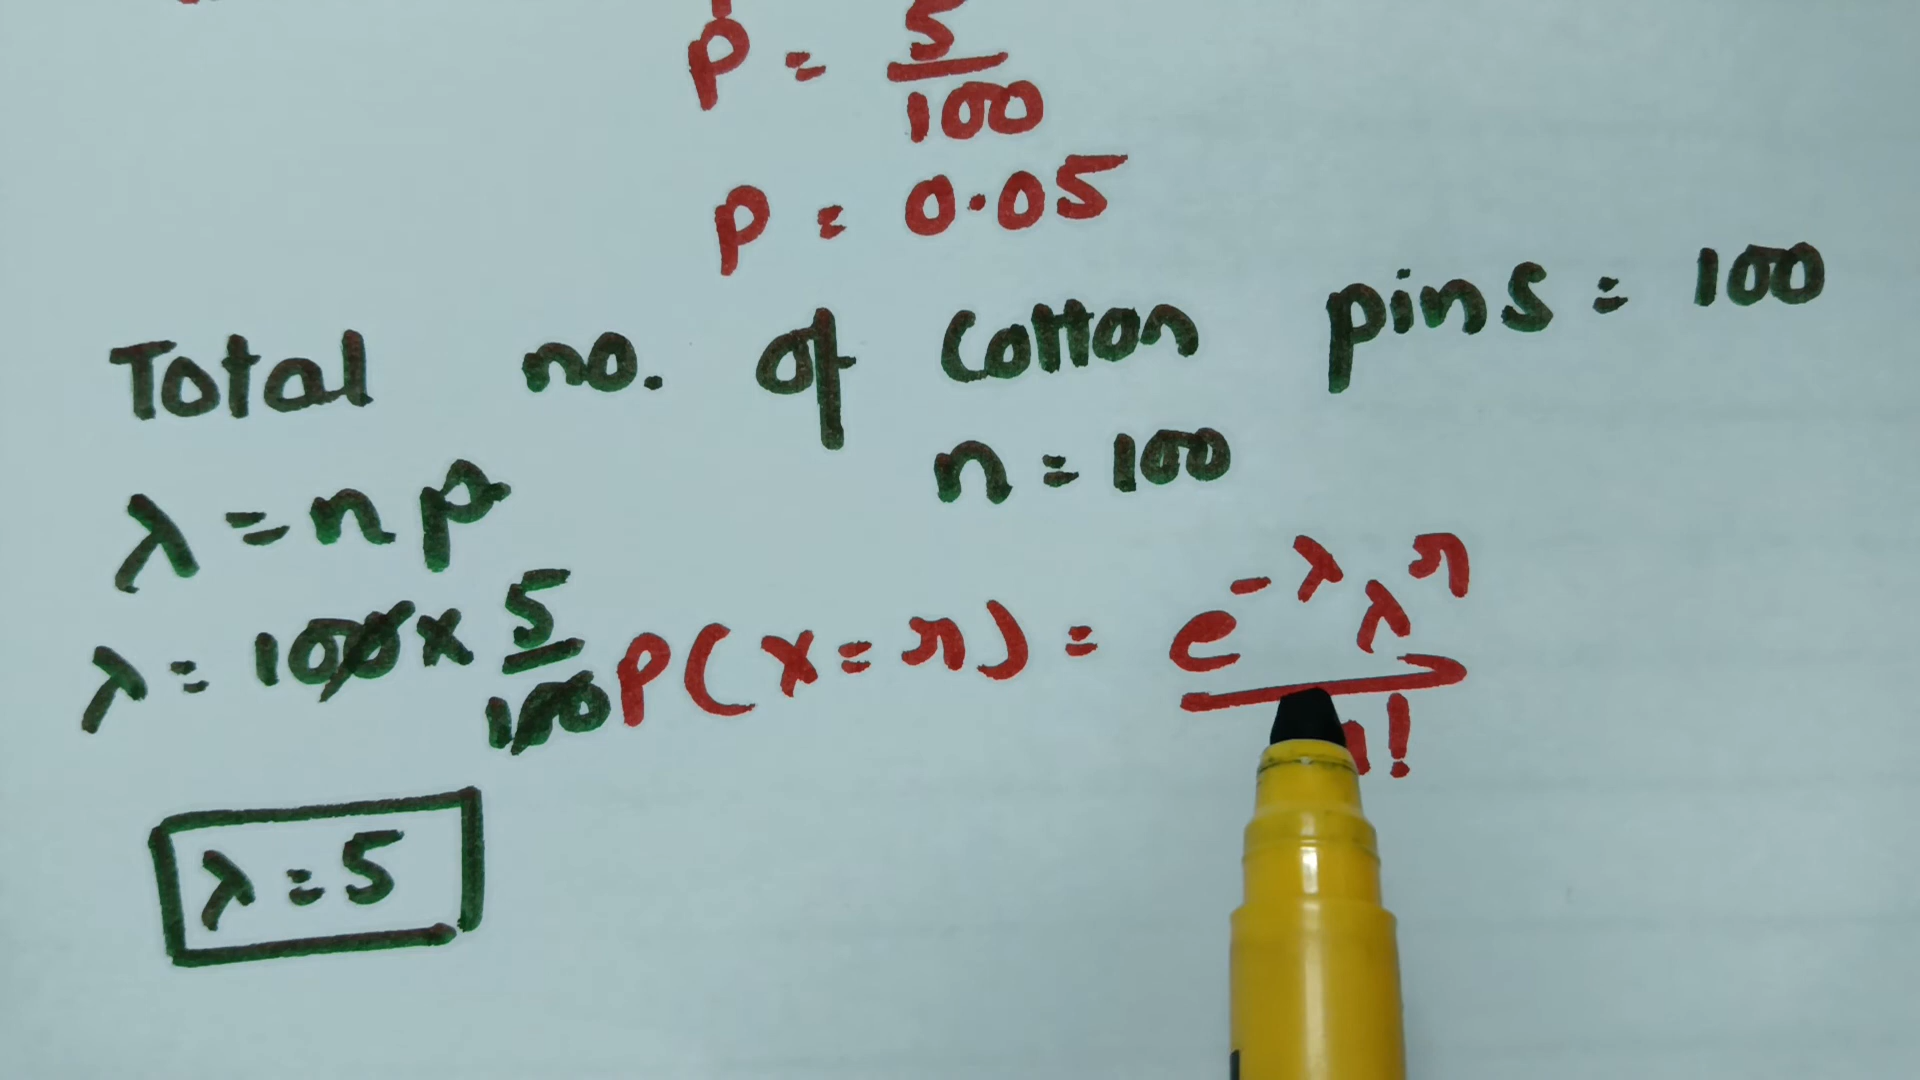 p = 5/100
p = 0.05
Total no. of Cotton pins = 100
n = 100
λ = np
λ = 100 x 5/100
P(x=r) = e^-λ λ^r / r!
λ = 5